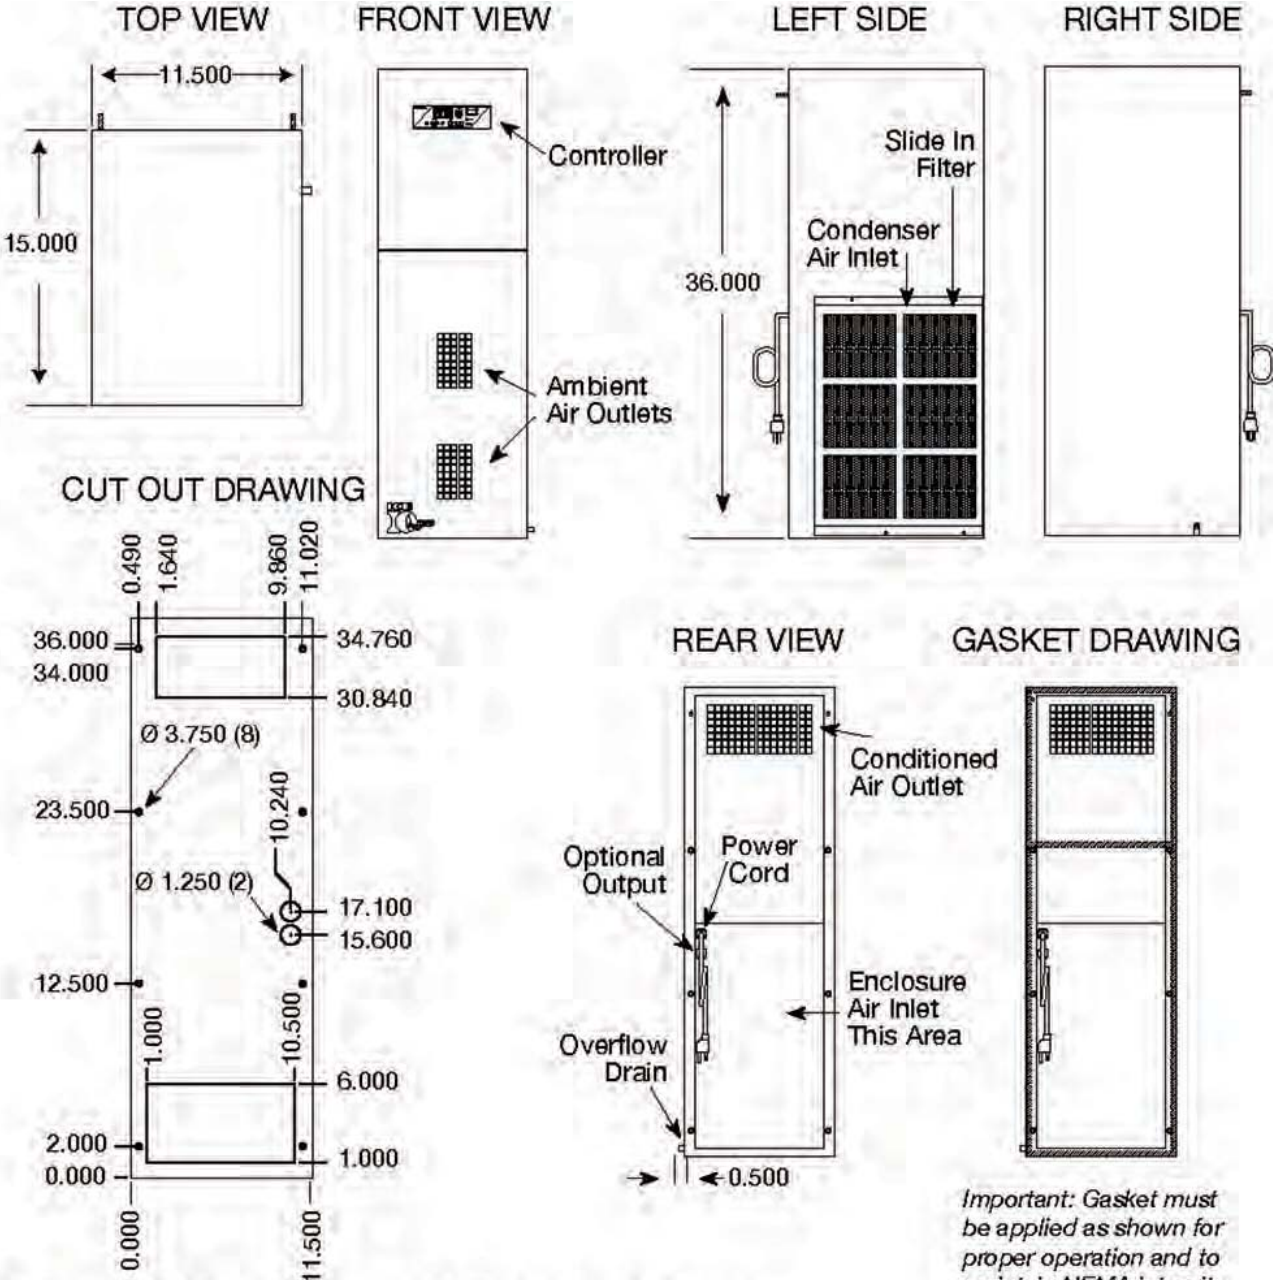 TOP VIEW
FRONT VIEW
LEFT SIDE
RIGHT SIDE
11.500
15.000
Controller
Ambient
Air Outlets
36.000
Slide In
Filter
Condenser
Air Inlet
CUT OUT DRAWING
0.490
1.640
9.860
11.020
36.000
34.000
34.760
30.840
Ø 3.750 (8)
23.500
10.240
Ø 1.250 (2)
17.100
15.600
12.500
1.000
10.500
6.000
2.000
1.000
0.000
0.000
11.500
REAR VIEW
Conditioned
Air Outlet
Optional
Output
Power
Cord
Enclosure
Air Inlet
This Area
Overflow
Drain
0.500
GASKET DRAWING
Important: Gasket must
be applied as shown for
proper operation and to